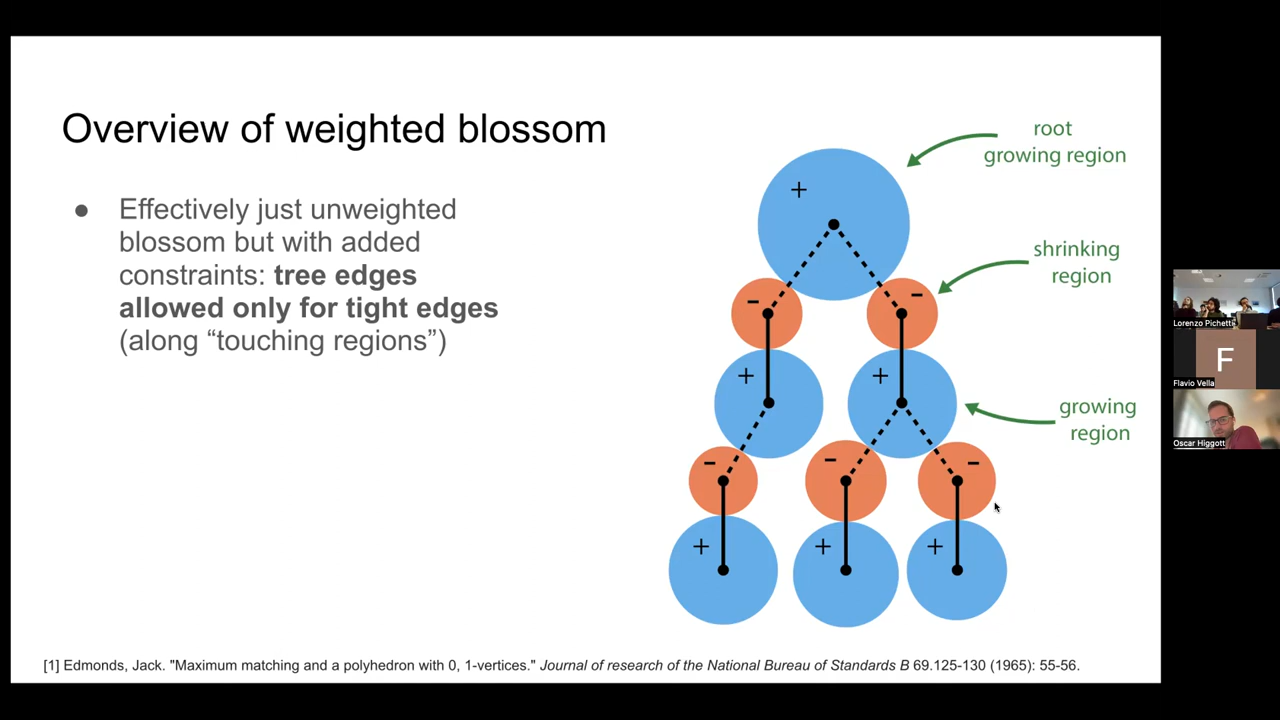 Overview of weighted blossom
● Effectively just unweighted
blossom but with added
constraints: tree edges
allowed only for tight edges
(along “touching regions”)
root
growing region
shrinking
region
growing
region
+
-
-
+
+
-
-
-
+
+
+
[1] Edmonds, Jack. "Maximum matching and a polyhedron with 0, 1-vertices." Journal of research of the National Bureau of Standards B 69.125-130 (1965): 55-56.
Lorenzo Pichetti
F
Flavio Vella
Oscar Higgott